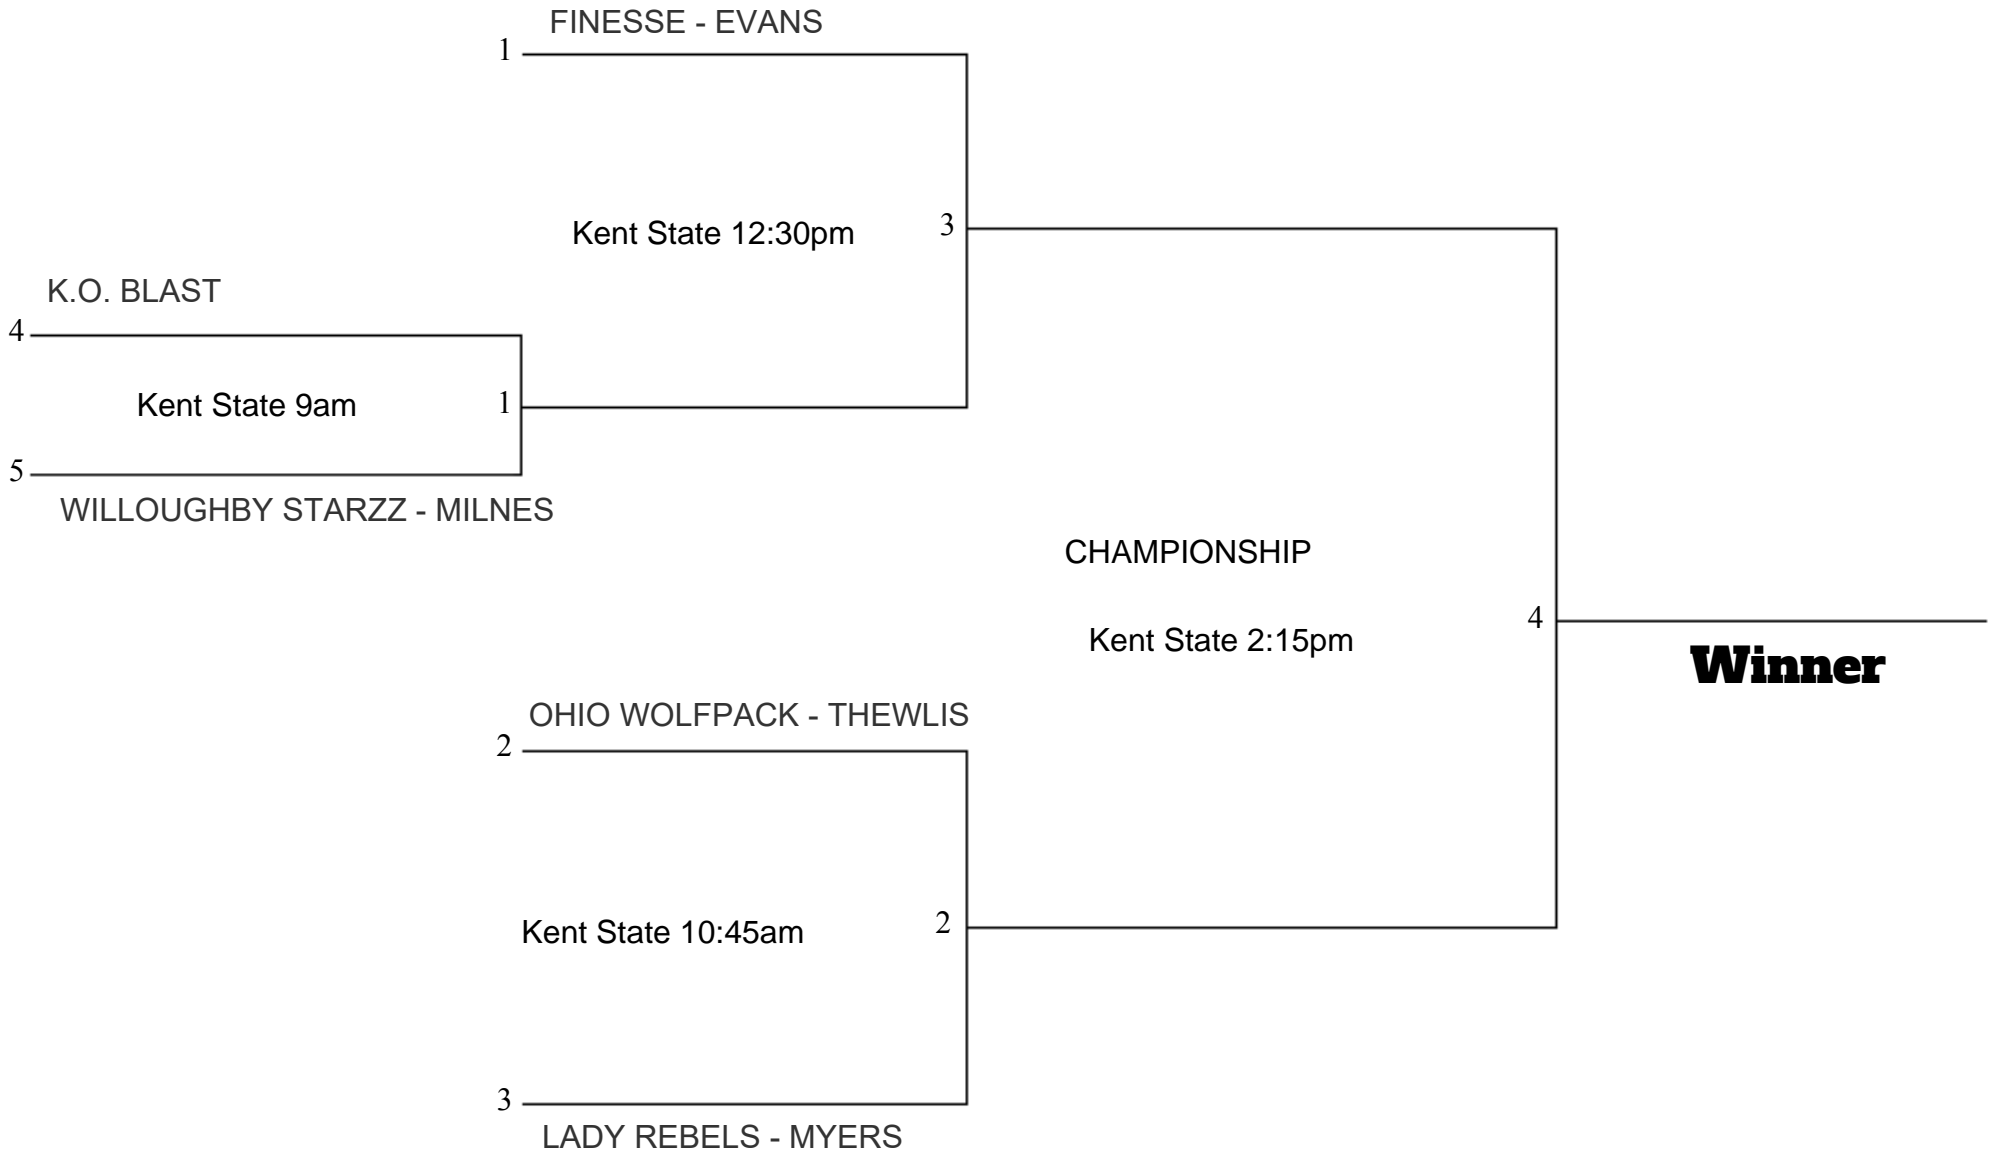 FINESSE - EVANS
1
Kent State 12:30pm
3
K.O. BLAST
4
Kent State 9am
1
5
WILLOUGHBY STARZZ - MILNES
CHAMPIONSHIP
Kent State 2:15pm
4
Winner
OHIO WOLFPACK - THEWLIS
2
Kent State 10:45am
2
3
LADY REBELS - MYERS